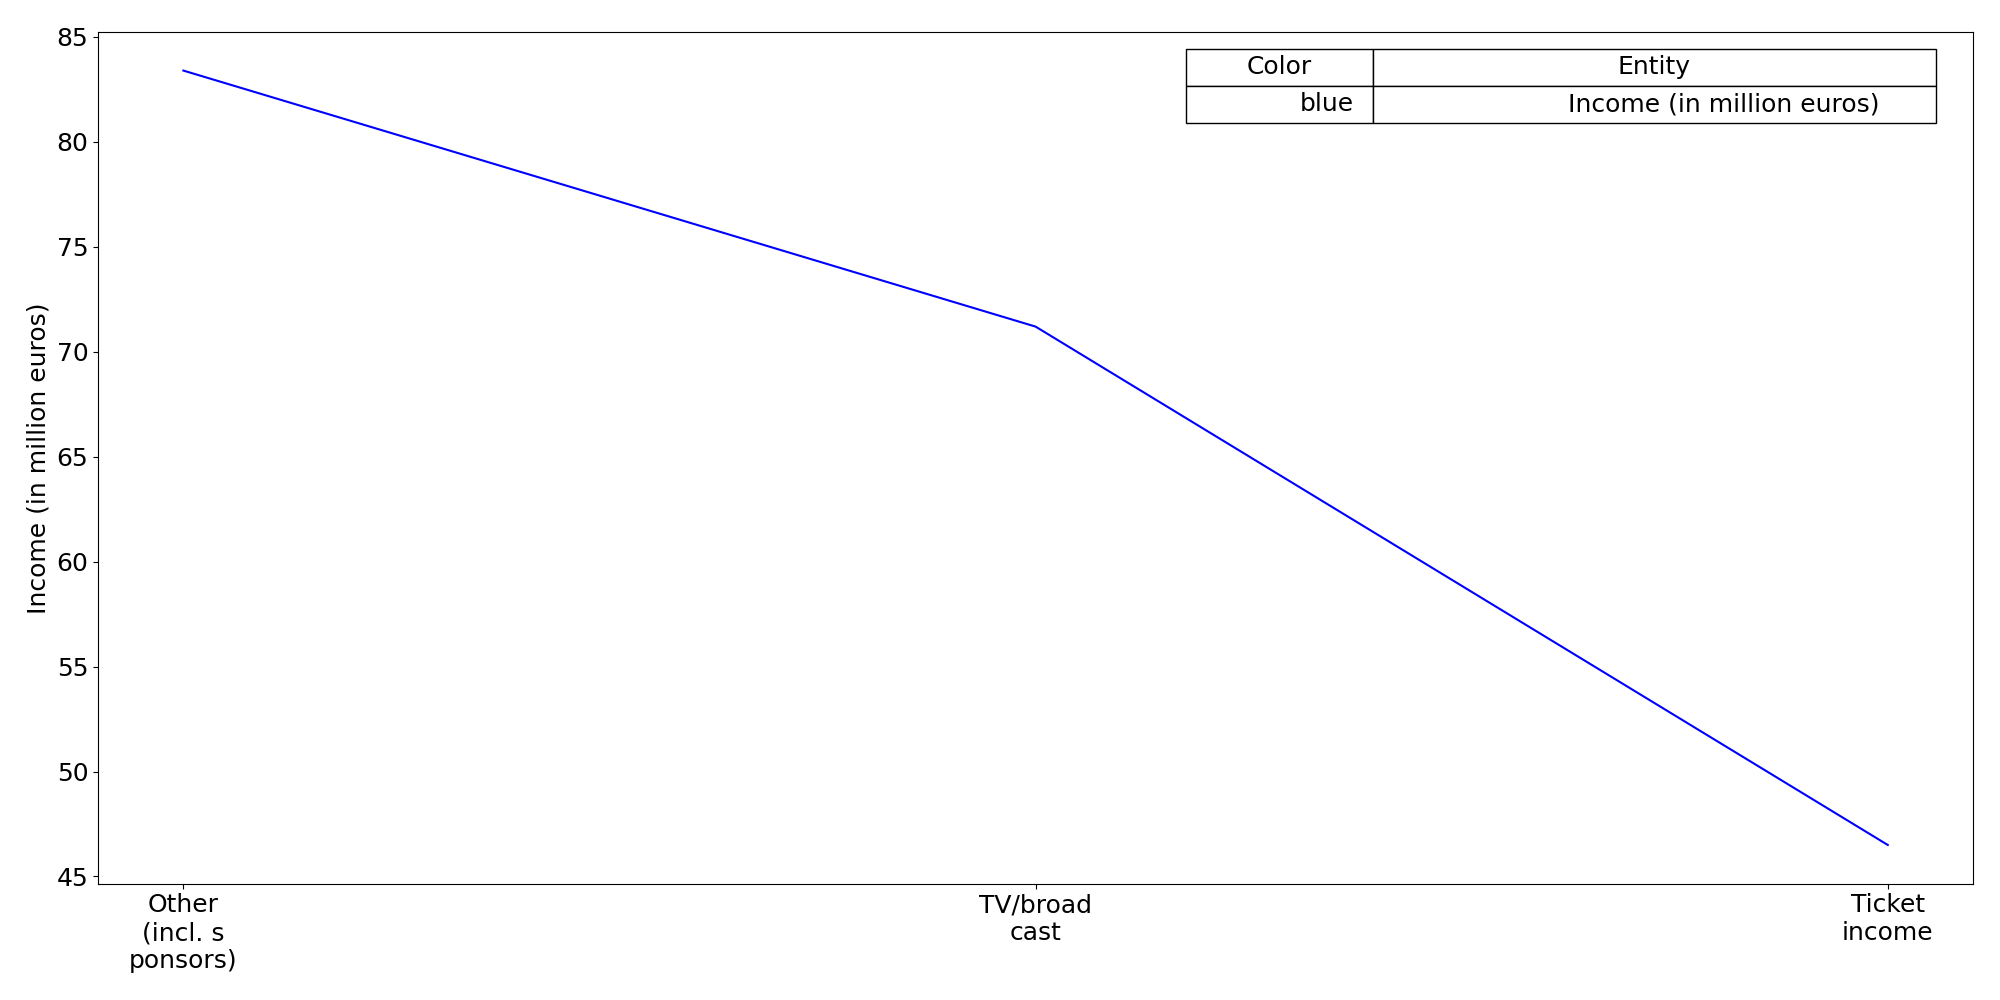 85
80
75
70
65
60
55
50
45
Income (in million euros)
Color Entity
blue Income (in million euros)
Other
(incl. s
ponsors)
TV/broad
cast
Ticket
income